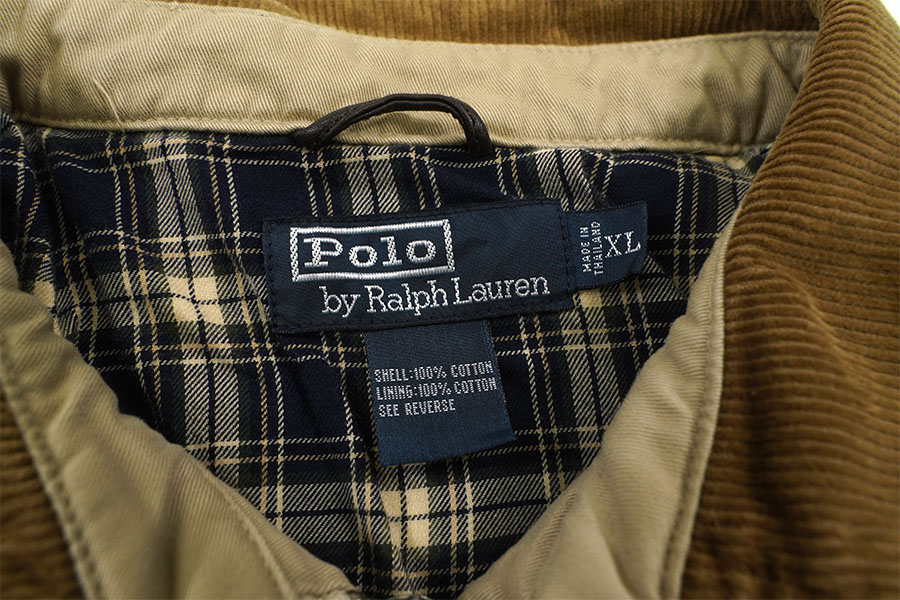 Polo
by Ralph Lauren
MADE IN
THAILAND
XL
SHELL:100% COTTON
LINING:100% COTTON
SEE REVERSE